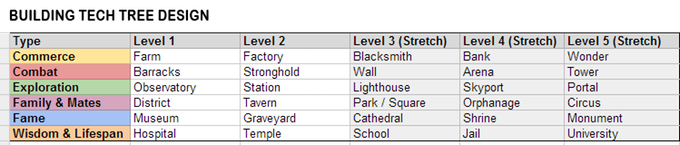 BUILDING TECH TREE DESIGN
Type Level 1 Level 2 Level 3 (Stretch) Level 4 (Stretch) Level 5 (Stretch)
Commerce Farm Factory Blacksmith Bank Wonder
Combat Barracks Stronghold Wall Arena Tower
Exploration Observatory Station Lighthouse Skyport Portal
Family & Mates District Tavern Park / Square Orphanage Circus
Fame Museum Graveyard Cathedral Shrine Monument
Wisdom & Lifespan Hospital Temple School Jail University